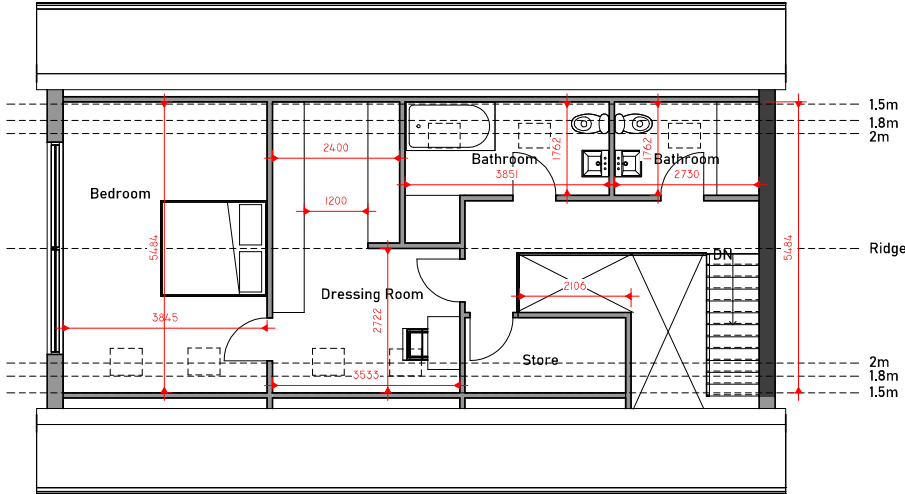 1.5m
1.8m
2m
2400
1762
1762
Bathroom
Bathroom
3851
2730
Bedroom
1200
5484
5484
Ridge
DN
2106
Dressing Room
3845
2722
Store
2m
3533
1.8m
1.5m